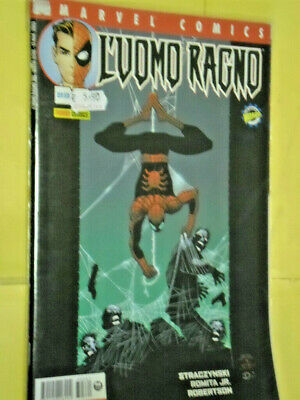 MARVEL COMICS
L'UOMO RAGNO
STRACZYNSKI
ROMITA JR.
ROBERTSON